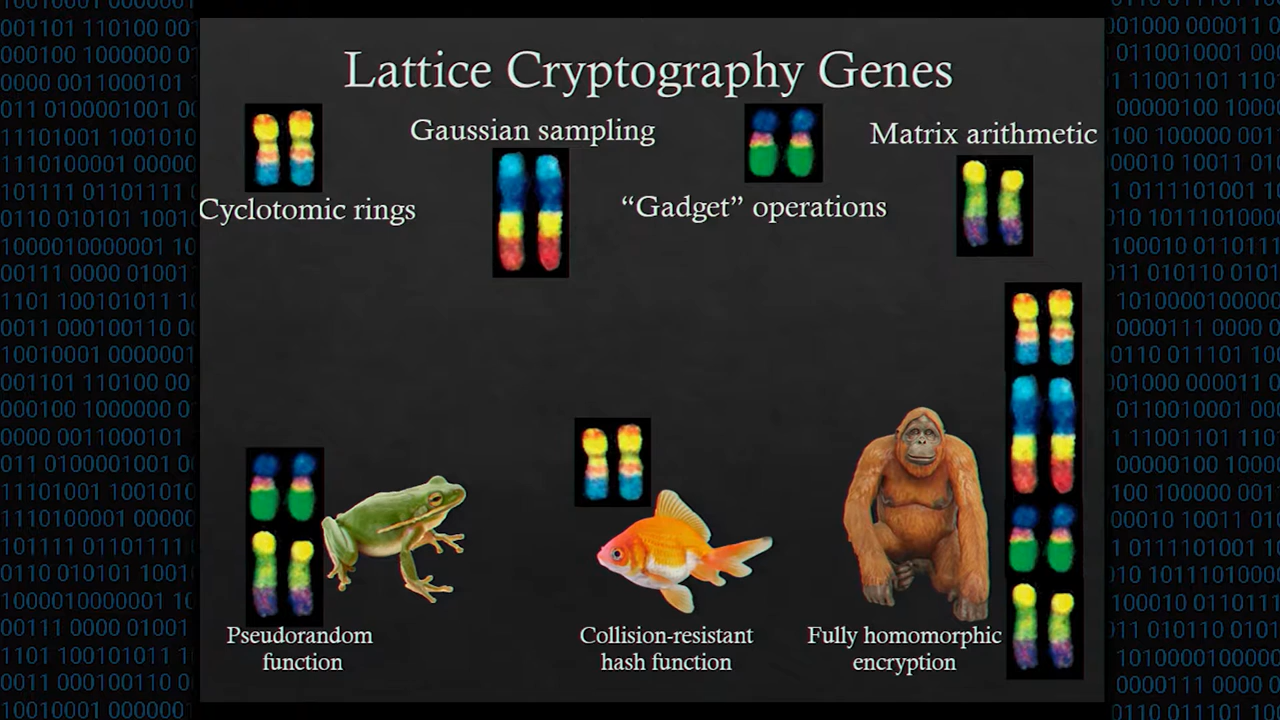 Lattice Cryptography Genes
Gaussian sampling
Matrix arithmetic
Cyclotomic rings
“Gadget” operations
Pseudorandom
function
Collision-resistant
hash function
Fully homomorphic
encryption